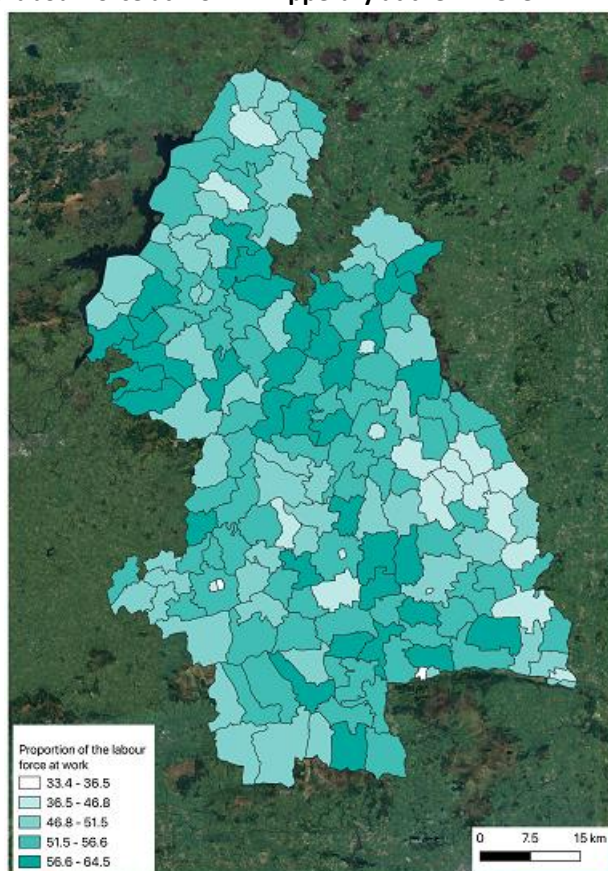 Proportion of the labour
force at work
33.4 - 36.5
36.5 - 46.8
46.8 - 51.5
51.5 - 56.6
56.6 - 64.5
0 7.5 15 km